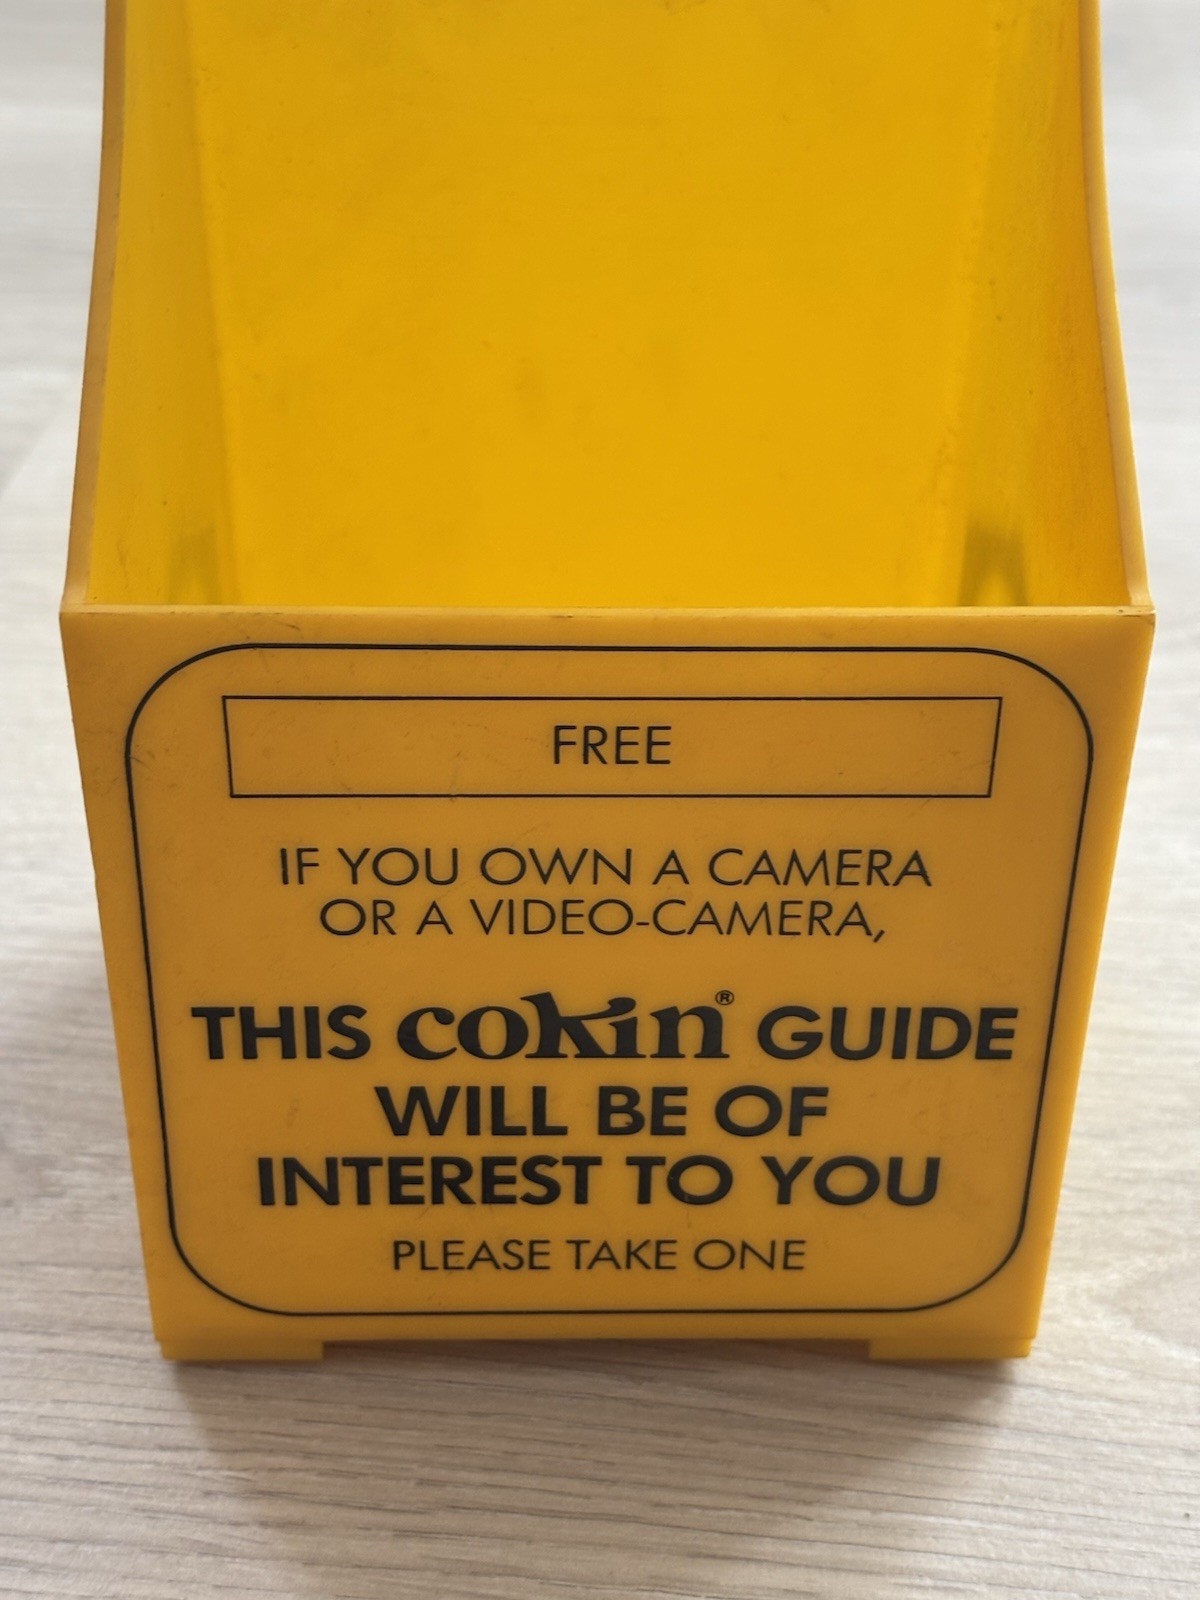 FREE
IF YOU OWN A CAMERA
OR A VIDEO-CAMERA,
THIS cokin® GUIDE
WILL BE OF
INTEREST TO YOU
PLEASE TAKE ONE